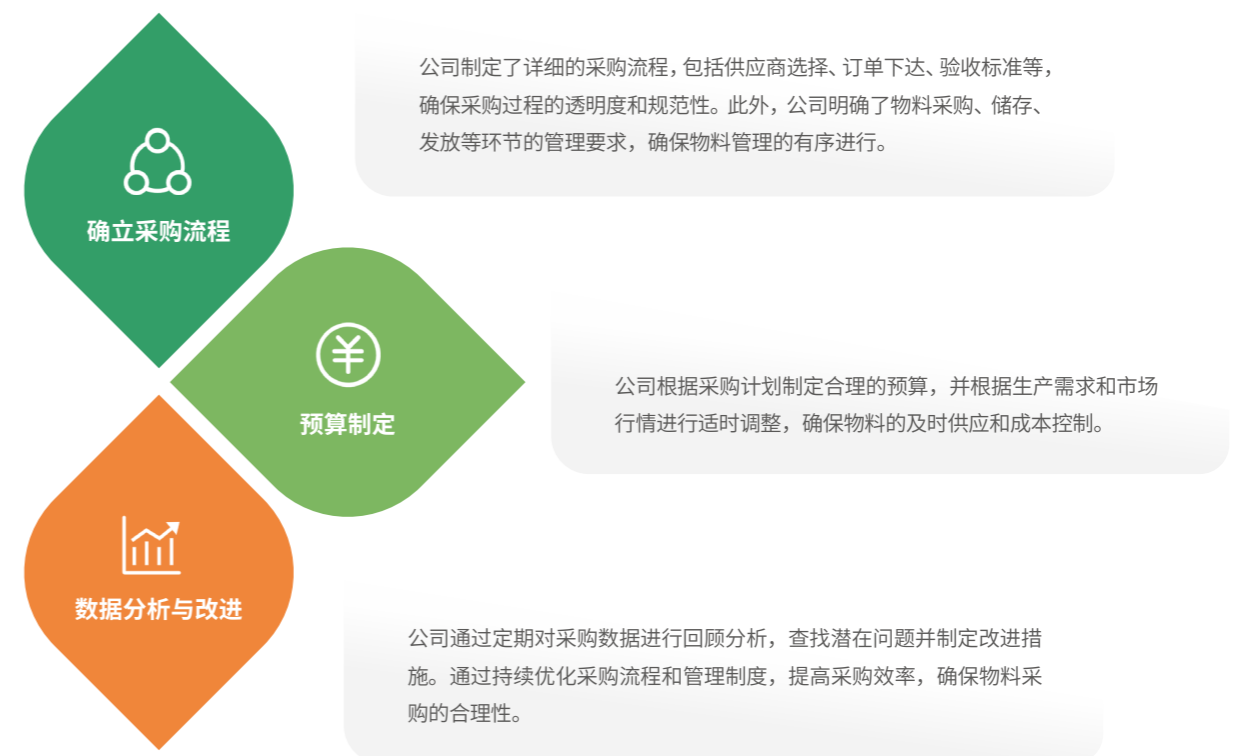 公司制定了详细的采购流程，包括供应商选择、订单下达、验收标准等，
确保采购过程的透明度和规范性。此外，公司明确了物料采购、储存、
发放等环节的管理要求，确保物料管理的有序进行。
确立采购流程
公司根据采购计划制定合理的预算，并根据生产需求和市场
行情进行适时调整，确保物料的及时供应和成本控制。
预算制定
数据分析与改进
公司通过定期对采购数据进行回顾分析，查找潜在问题并制定改进措
施。通过持续优化采购流程和管理制度，提高采购效率，确保物料采
购的合理性。